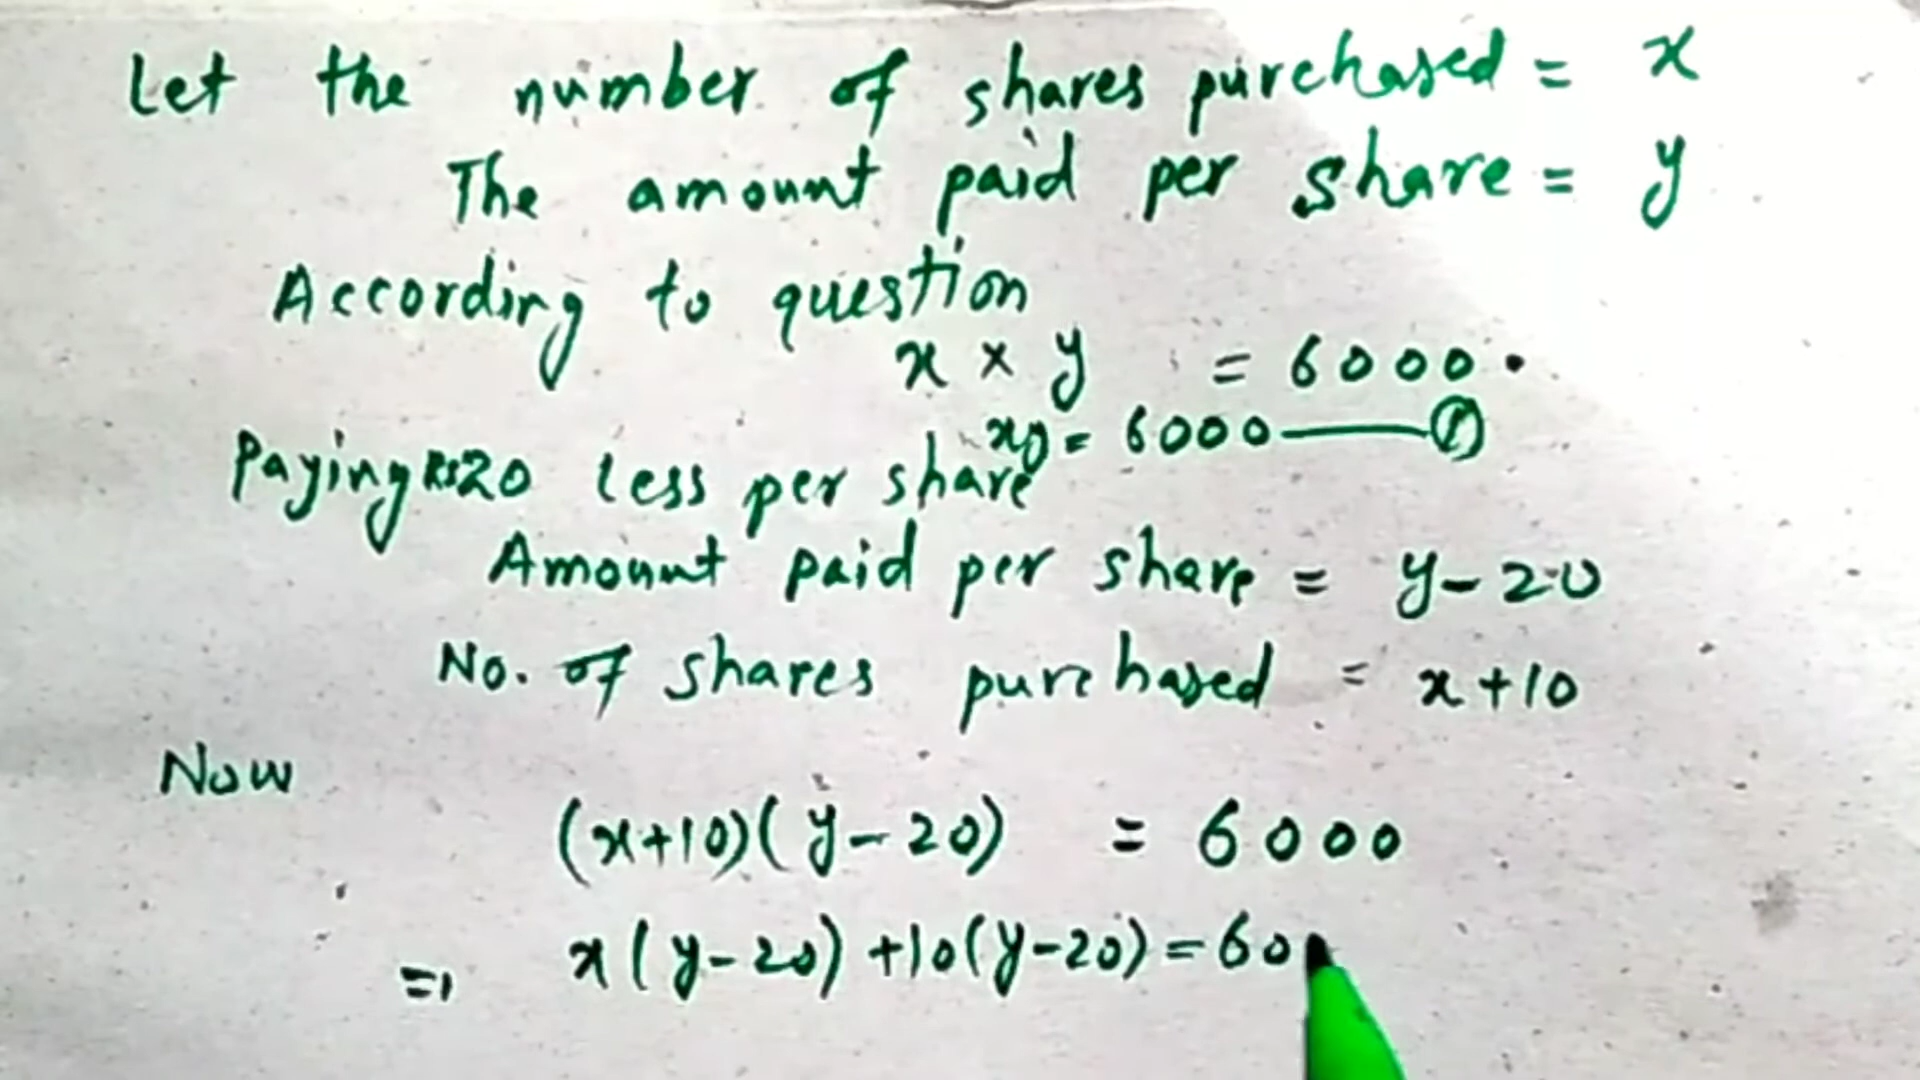 Let the number of shares purchased = x
The amount paid per share = y
According to question
x × y = 6000
xy = 6000 ——— ①
Paying Rs20 less per share
Amount paid per share = y-20
No. of shares purchased = x+10
Now
(x+10)(y-20) = 6000
=) x(y-20)+10(y-20)=60